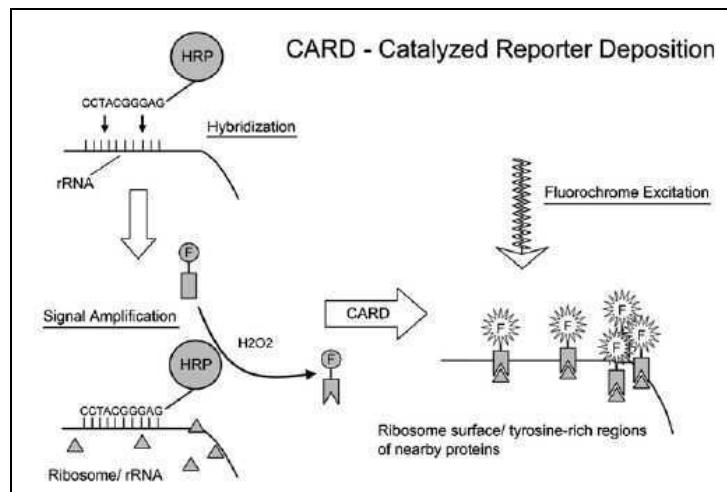 CARD - Catalyzed Reporter Deposition
HRP
CCTACGGGAG
Hybridization
rRNA
Fluorochrome Excitation
F
Signal Amplification
H2O2
HRP
F
CARD
F
F
F
F
F
CCTACGGGAG
Ribosome/ rRNA
Ribosome surface/ tyrosine-rich regions
of nearby proteins